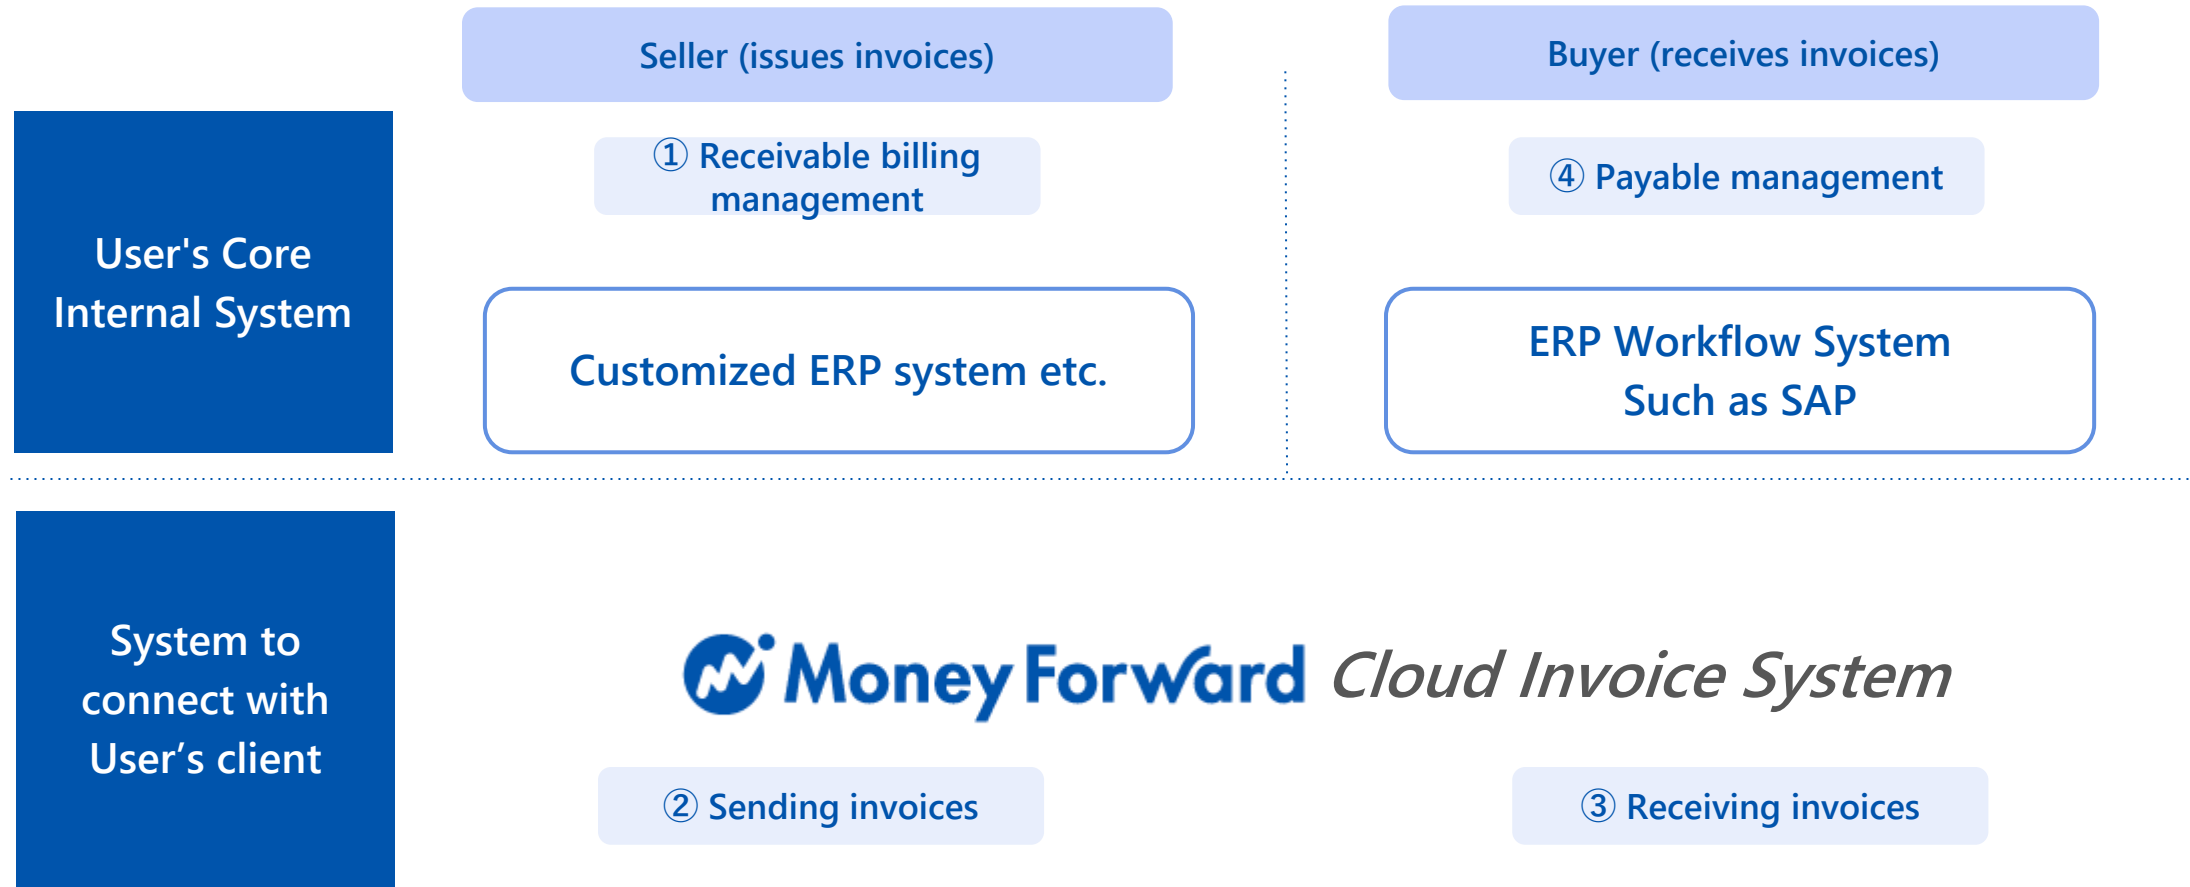 Seller (issues invoices)
Buyer (receives invoices)
User's Core
Internal System
① Receivable billing
management
④ Payable management
Customized ERP system etc.
ERP Workflow System
Such as SAP
System to
connect with
User’s client
Money Forward Cloud Invoice System
② Sending invoices
③ Receiving invoices